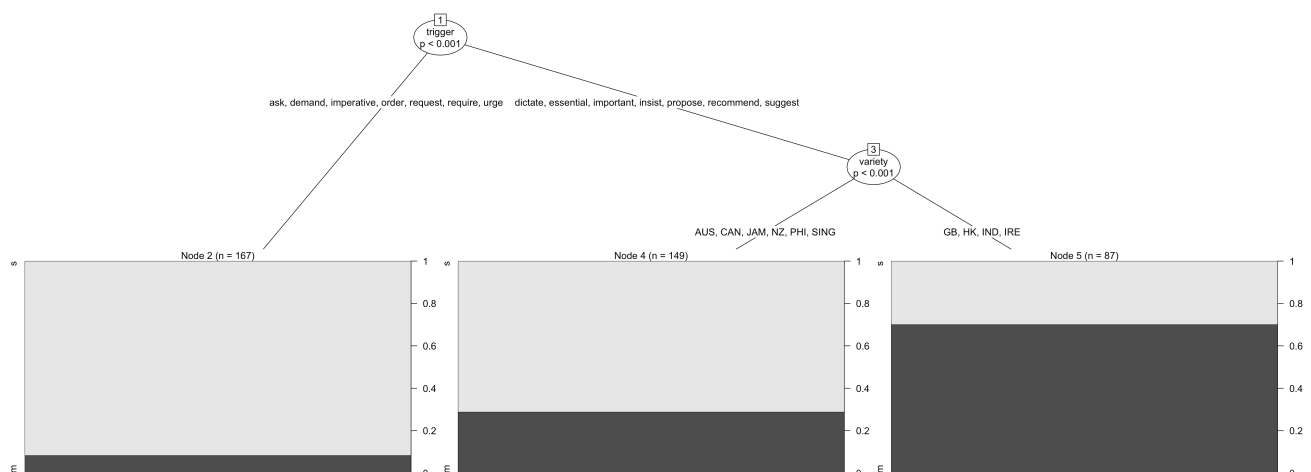 1
trigger
p < 0.001
ask, demand, imperative, order, request, require, urge
dictate, essential, important, insist, propose, recommend, suggest
3
variety
p < 0.001
AUS, CAN, JAM, NZ, PHI, SING
GB, HK, IND, IRE
Node 2 (n = 167)
s
m
1
0.8
0.6
0.4
0.2
0
Node 4 (n = 149)
s
m
1
0.8
0.6
0.4
0.2
0
Node 5 (n = 87)
s
m
1
0.8
0.6
0.4
0.2
0